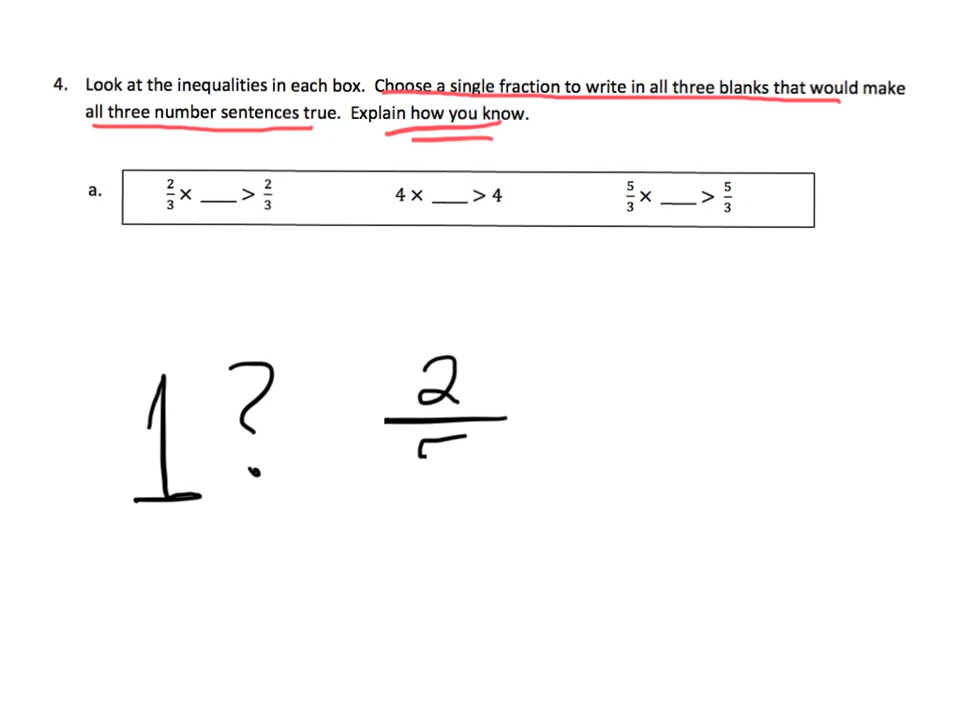 4. Look at the inequalities in each box. Choose a single fraction to write in all three blanks that would make
all three number sentences true. Explain how you know.
a. 2/3 × ___ > 2/3 4 × ___ > 4 5/3 × ___ > 5/3
1 ? 2